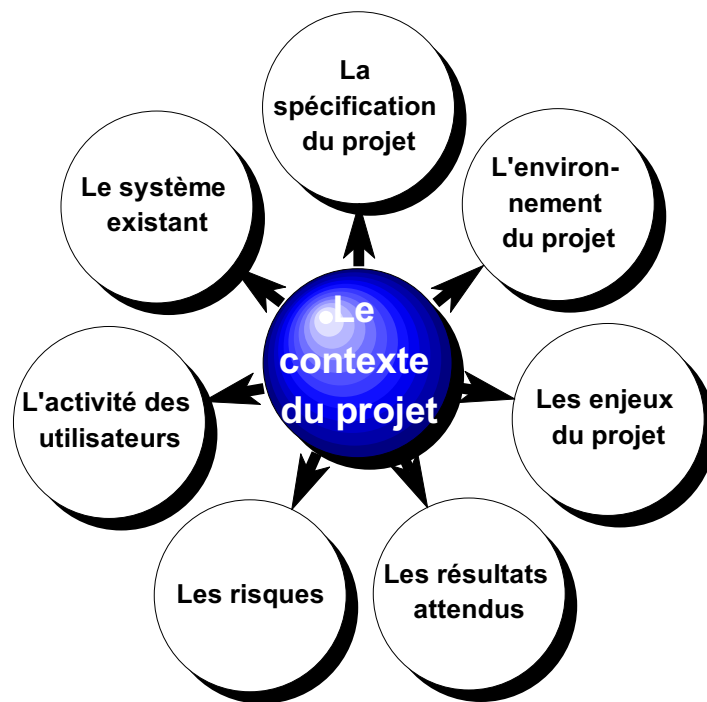 La
spécification
du projet
L'environ-
nement
du projet
Le système
existant
Le
contexte
du projet
L'activité des
utilisateurs
Les enjeux
du projet
Les risques
Les résultats
attendus